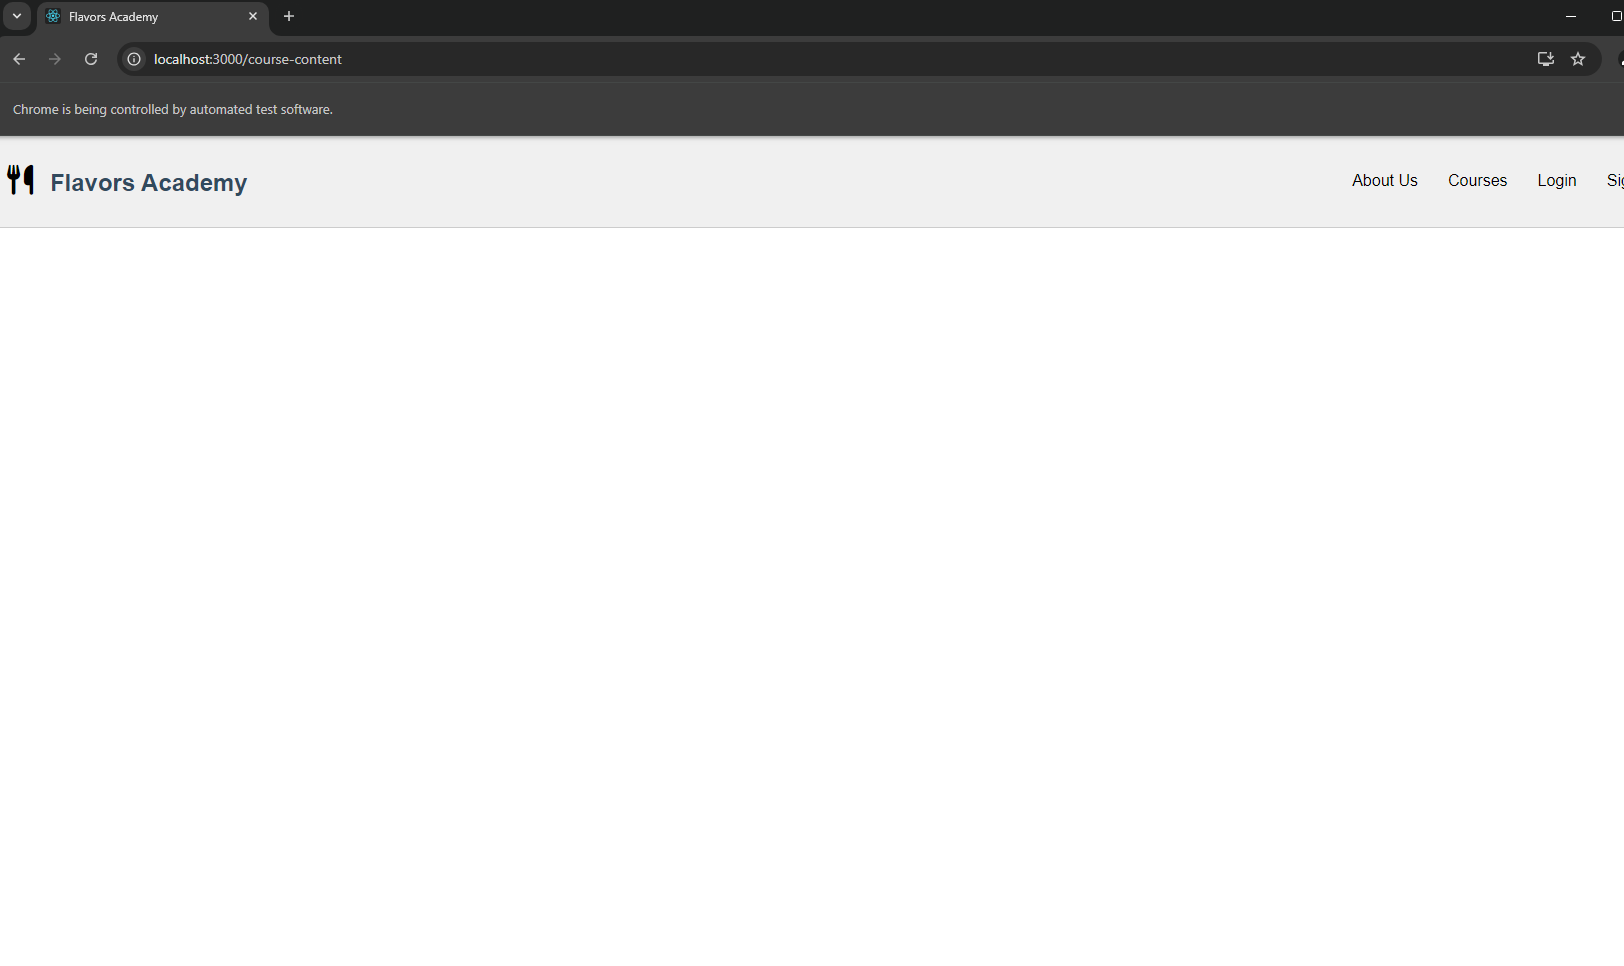 Flavors Academy
localhost:3000/course-content
Chrome is being controlled by automated test software.
Flavors Academy
About Us Courses Login